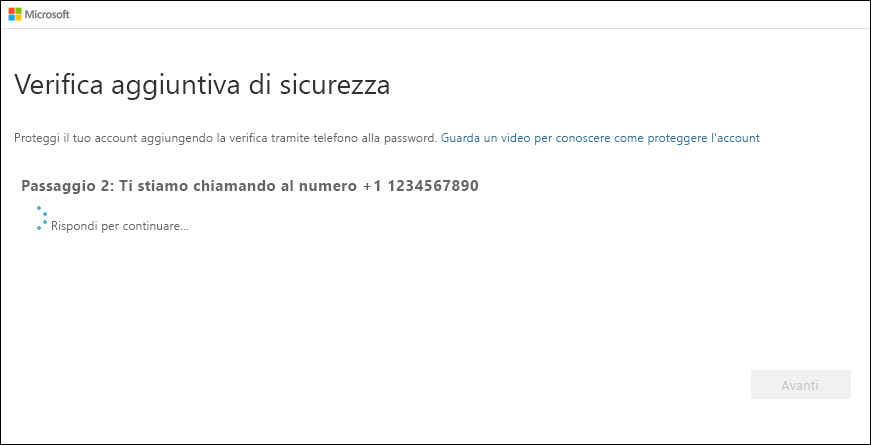 Microsoft
Verifica aggiuntiva di sicurezza
Proteggi il tuo account aggiungendo la verifica tramite telefono alla password. Guarda un video per conoscere come proteggere l'account
Passaggio 2: Ti stiamo chiamando al numero +1 1234567890
Rispondi per continuare...
Avanti